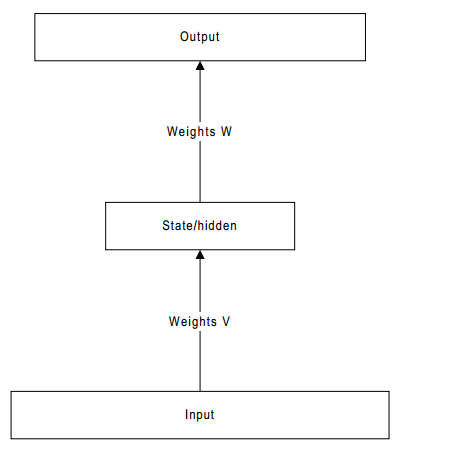 Output
Weights W
State/hidden
Weights V
Input